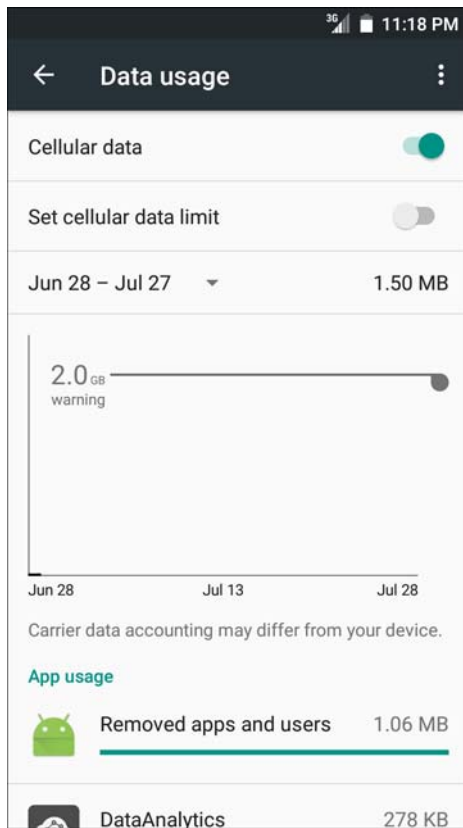 3G 11:18 PM
Data usage
Cellular data
Set cellular data limit
Jun 28 – Jul 27 1.50 MB
2.0 GB
warning
Jun 28 Jul 13 Jul 28
Carrier data accounting may differ from your device.
App usage
Removed apps and users 1.06 MB
DataAnalytics 278 KB